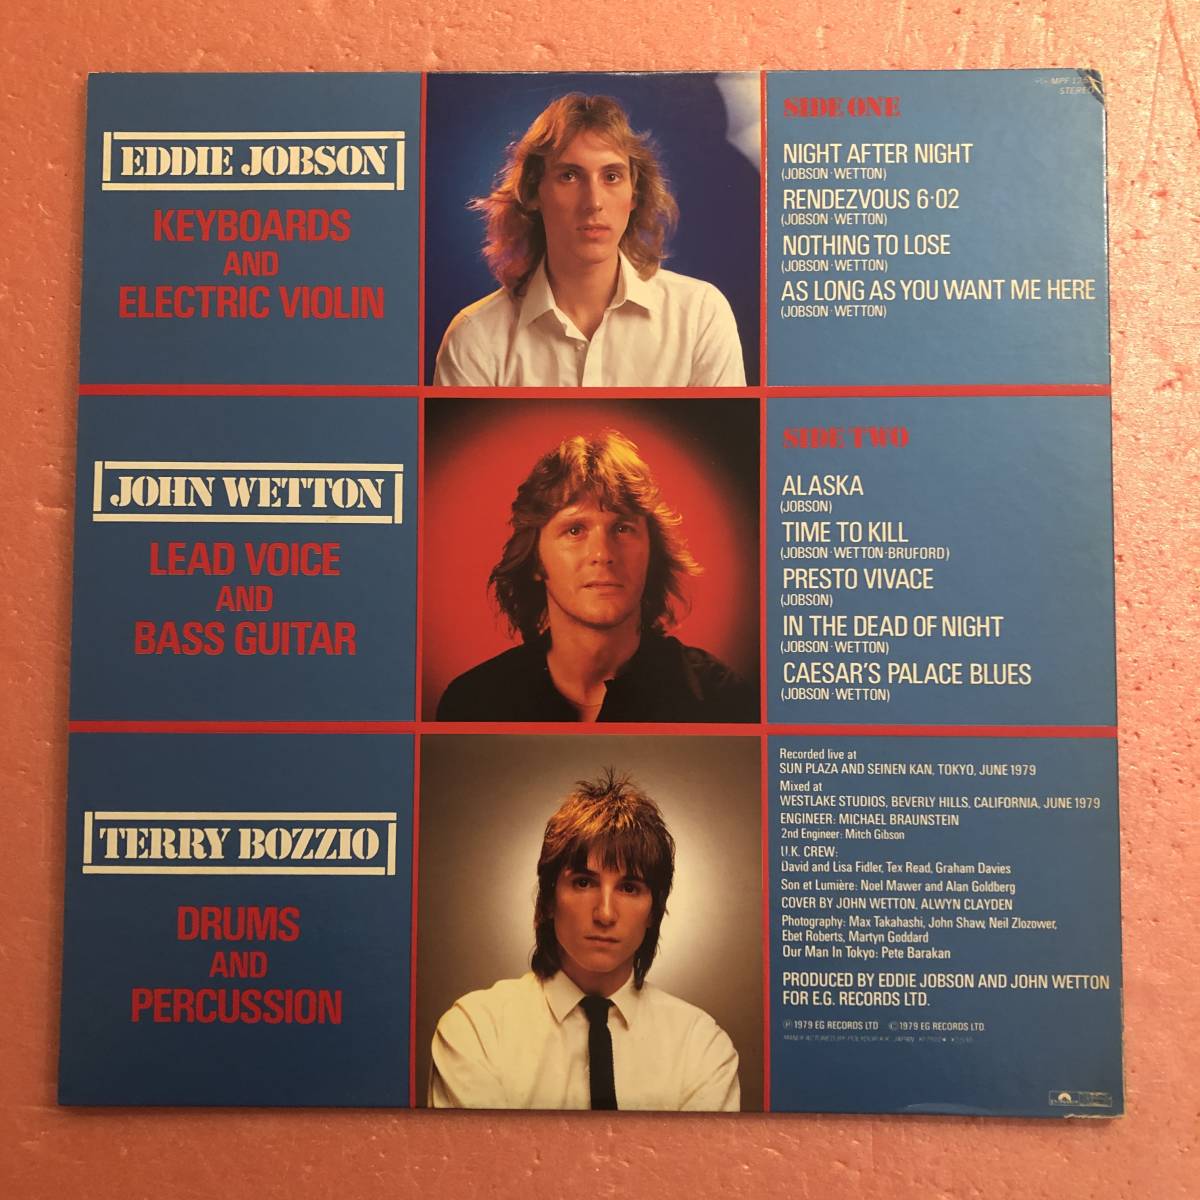 EDDIE JOBSON
KEYBOARDS
AND
ELECTRIC VIOLIN
JOHN WETTON
LEAD VOICE
AND
BASS GUITAR
TERRY BOZZIO
DRUMS
AND
PERCUSSION
STEREO
SIDE ONE
NIGHT AFTER NIGHT
(JOBSON·WETTON)
RENDEZVOUS 6·02
(JOBSON·WETTON)
NOTHING TO LOSE
(JOBSON·WETTON)
AS LONG AS YOU WANT ME HERE
(JOBSON·WETTON)
SIDE TWO
ALASKA
(JOBSON)
TIME TO KILL
(JOBSON·WETTON·BRUFORD)
PRESTO VIVACE
(JOBSON)
IN THE DEAD OF NIGHT
(JOBSON·WETTON)
CAESAR'S PALACE BLUES
(JOBSON·WETTON)
Recorded live at
SUN PLAZA AND SEINEN KAN, TOKYO, JUNE 1979
Mixed at
WESTLAKE STUDIOS, BEVERLY HILLS, CALIFORNIA, JUNE 1979
ENGINEER: MICHAEL BRAUNSTEIN
2nd Engineer: Mitch Gibson
U.K. CREW:
David and Lisa Fidler, Tex Read, Graham Davies
Son et Lumière: Noel Mawer and Alan Goldberg
COVER BY JOHN WETTON, ALWYN CLAYDEN
Photography: Max Takahashi, John Shaw, Neil Zlozower,
Ebet Roberts, Martyn Goddard
Our Man In Tokyo: Pete Barakan
PRODUCED BY EDDIE JOBSON AND JOHN WETTON
FOR E.G. RECORDS LTD.
Ⓟ 1979 EG RECORDS LTD © 1979 EG RECORDS LTD.
MANUFACTURED BY POLYDOR K.K. JAPAN